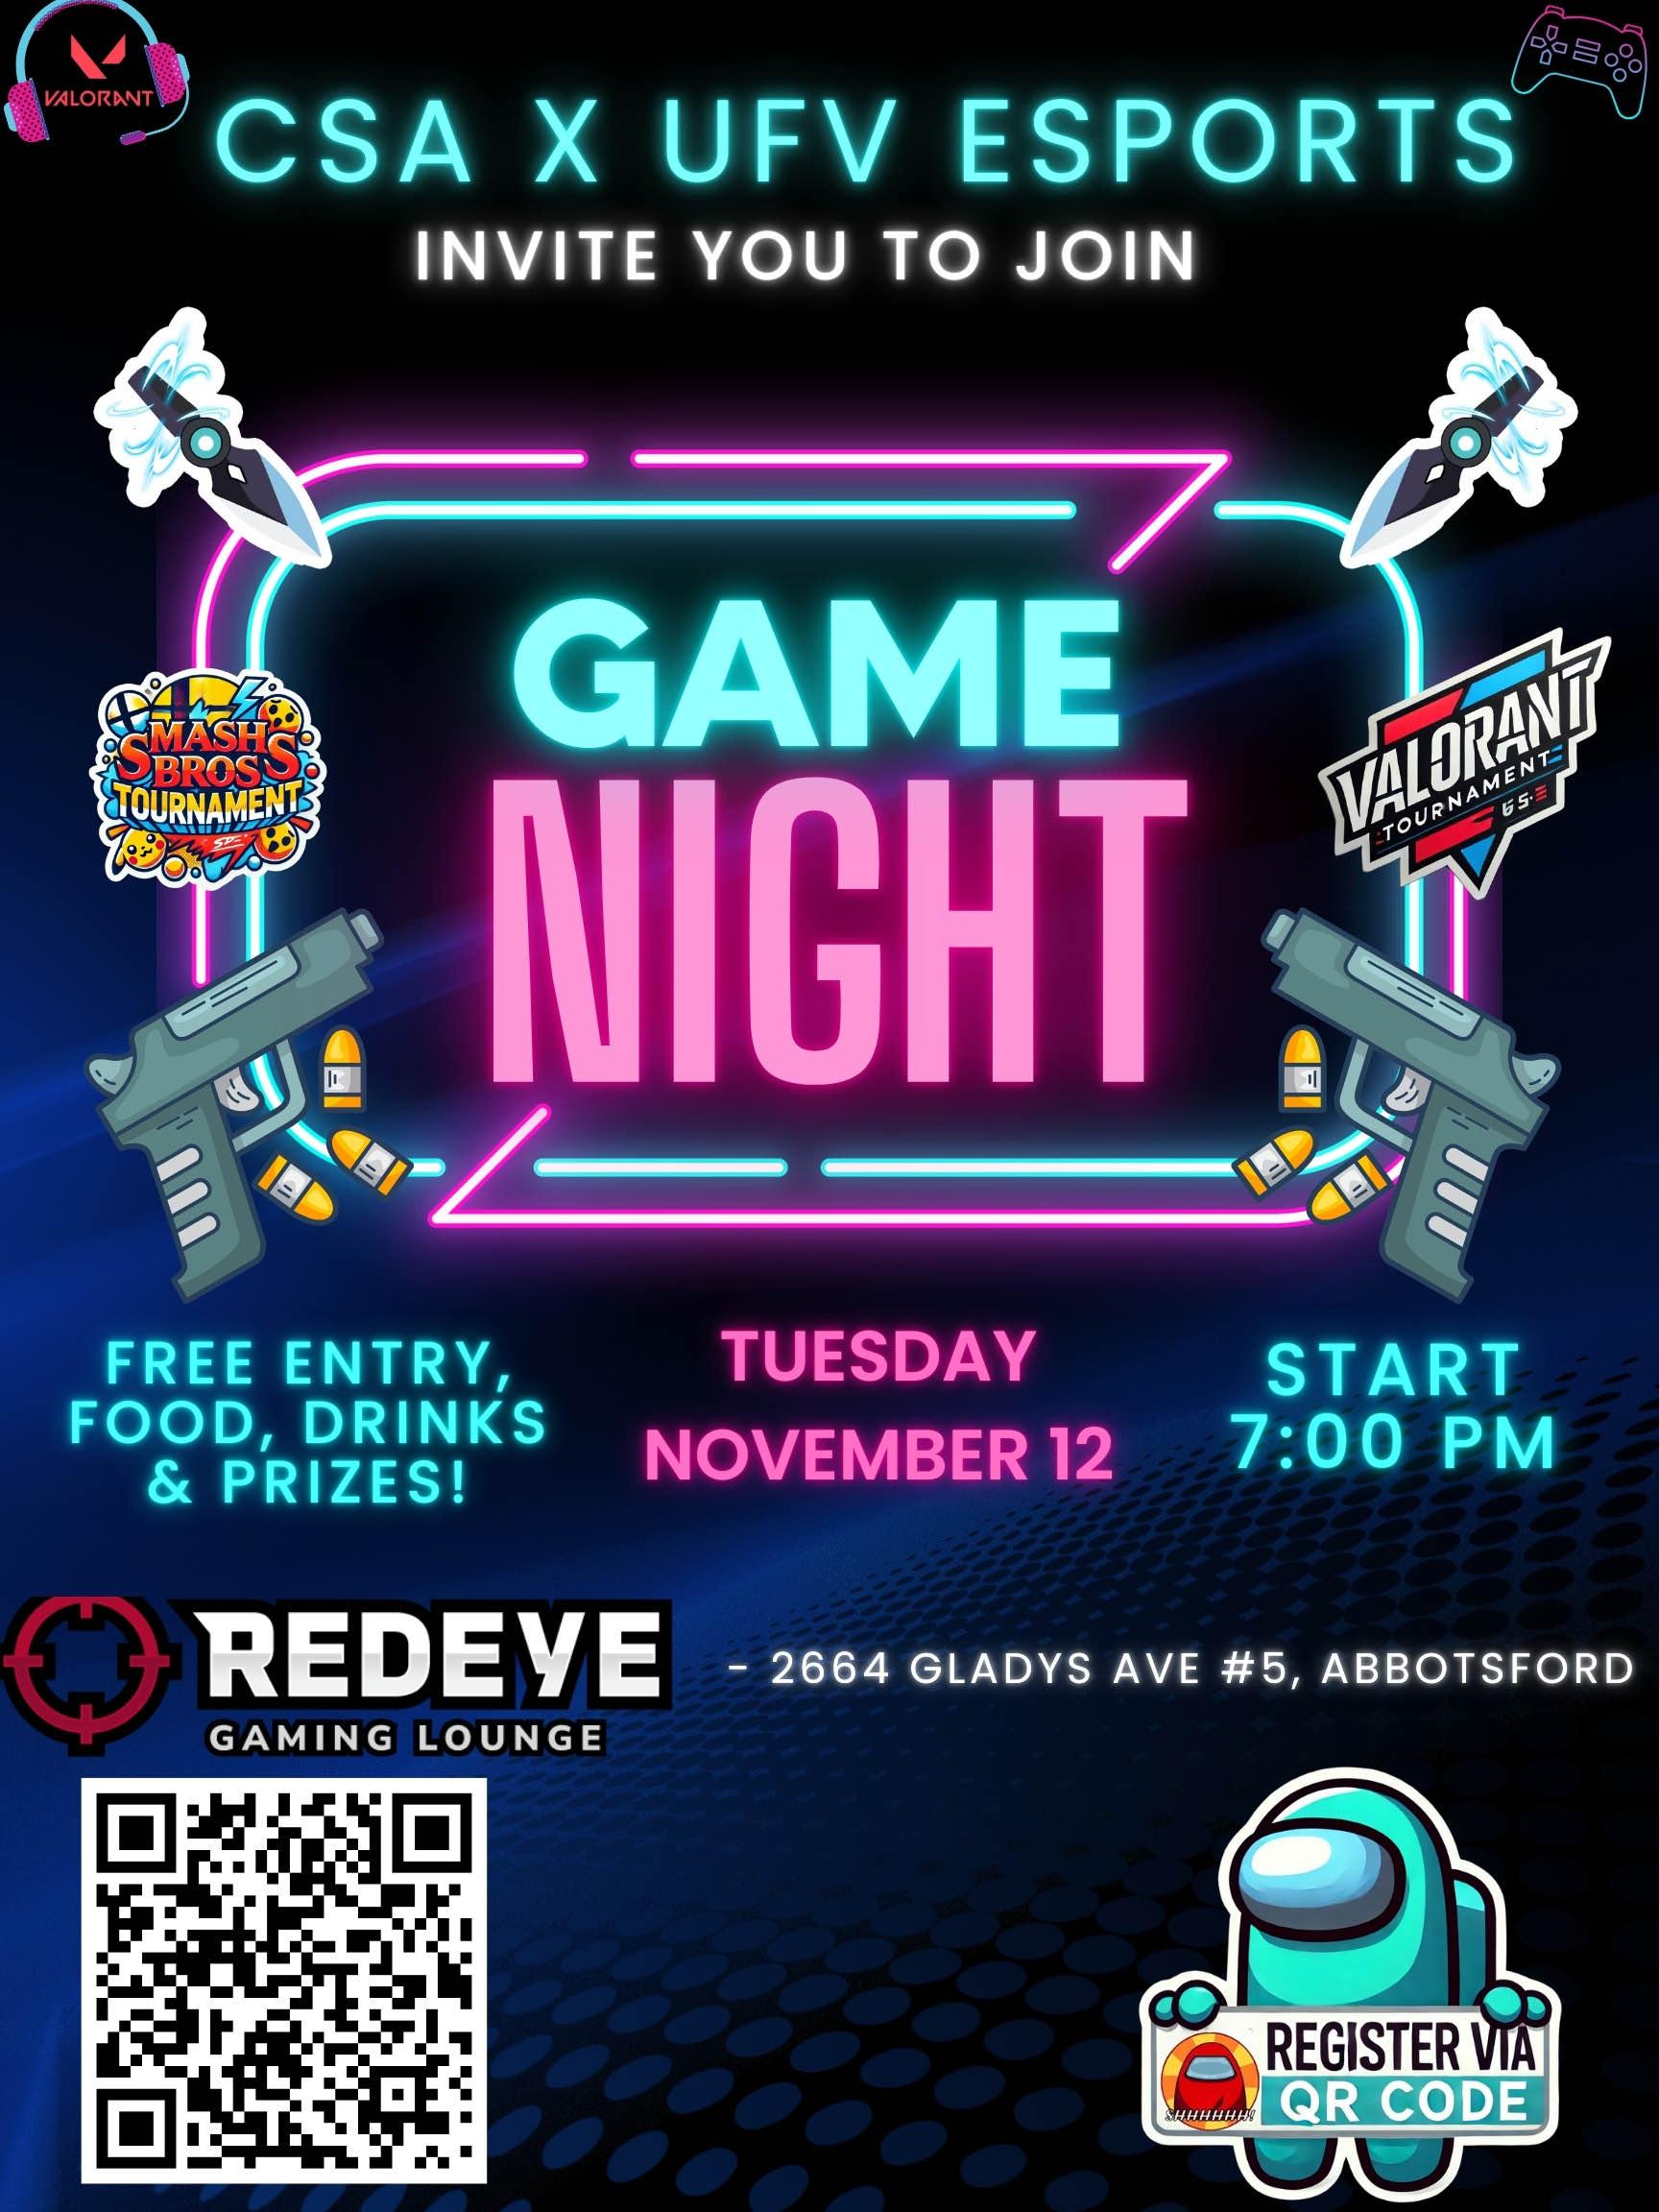 VALORANT
CSA X UFV ESPORTS
INVITE YOU TO JOIN
GAME
NIGHT
SMASH'S
BROS
TOURNAMENT
VALORANT
TOURNAMENT
FREE ENTRY,
FOOD, DRINKS
& PRIZES!
TUESDAY
NOVEMBER 12
START
7:00 PM
REDEYE
GAMING LOUNGE
- 2664 GLADYS AVE #5, ABBOTSFORD
REGISTER VIA
QR CODE
SHHHHHHH!